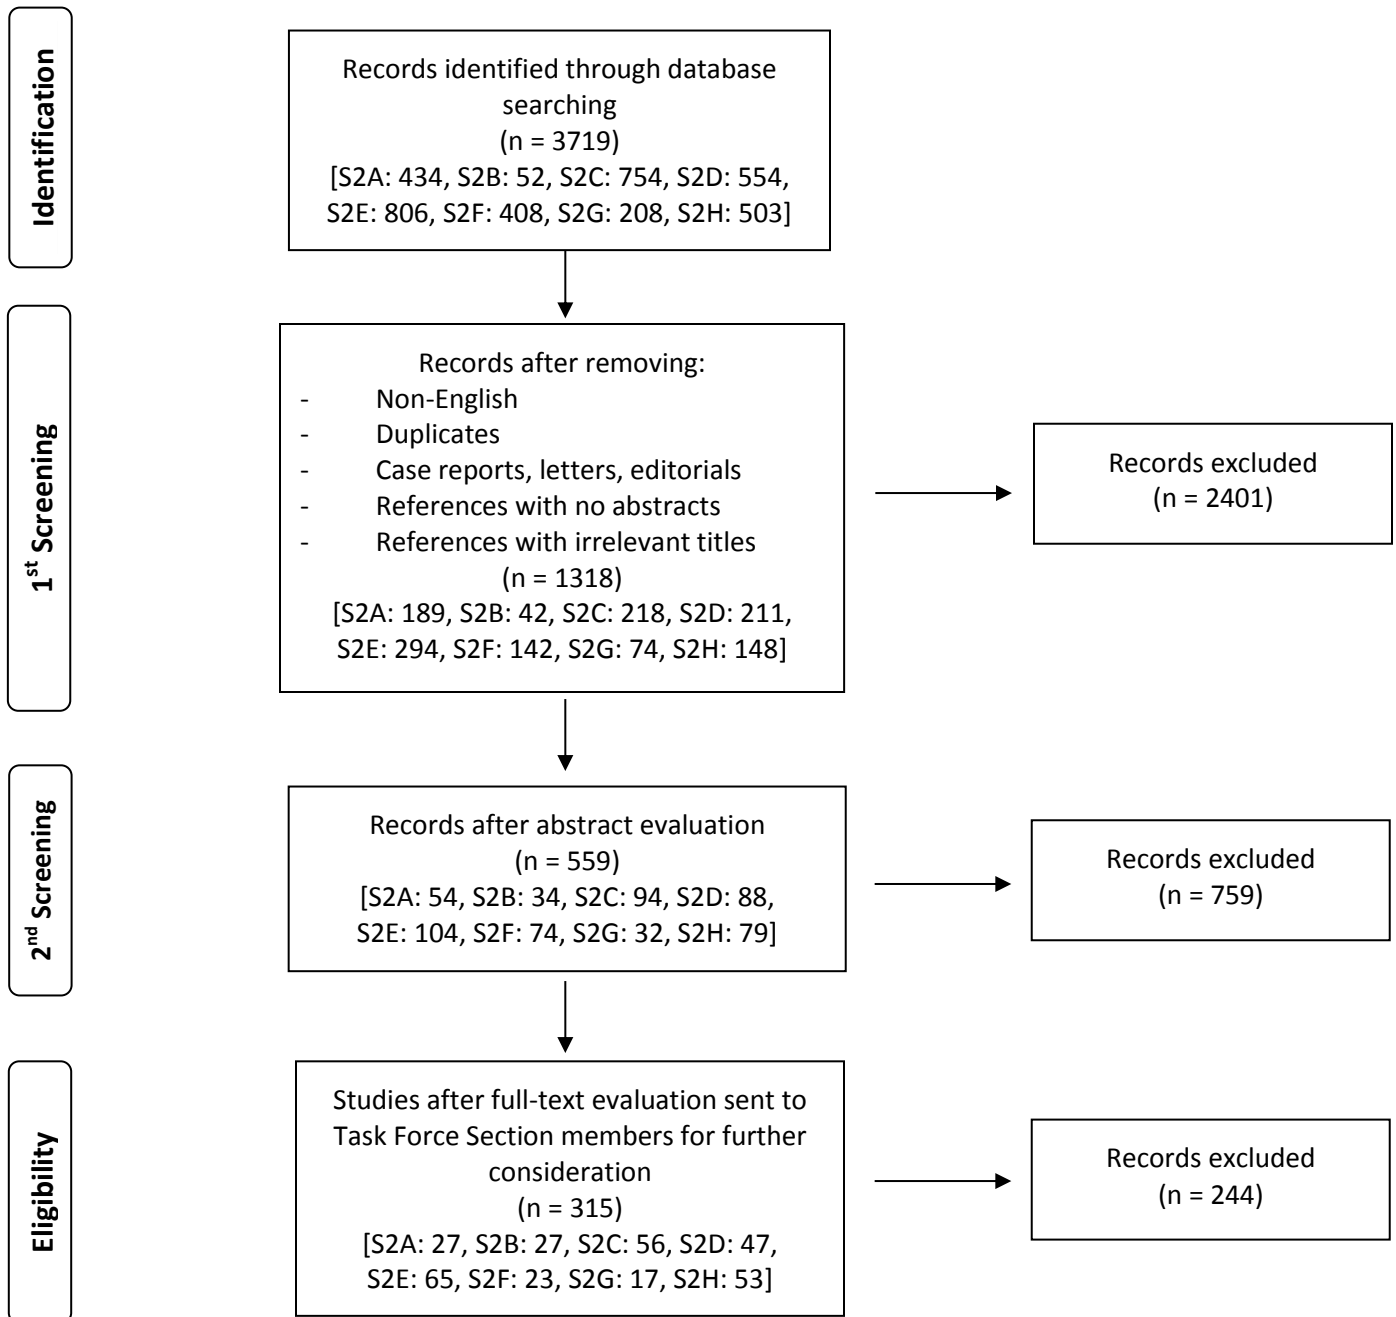 Identification
Records identified through database
searching
(n = 3719)
[S2A: 434, S2B: 52, S2C: 754, S2D: 554,
S2E: 806, S2F: 408, S2G: 208, S2H: 503]
1st Screening
Records after removing:
- Non-English
- Duplicates
- Case reports, letters, editorials
- References with no abstracts
- References with irrelevant titles
(n = 1318)
[S2A: 189, S2B: 42, S2C: 218, S2D: 211,
S2E: 294, S2F: 142, S2G: 74, S2H: 148]
Records excluded
(n = 2401)
2nd Screening
Records after abstract evaluation
(n = 559)
[S2A: 54, S2B: 34, S2C: 94, S2D: 88,
S2E: 104, S2F: 74, S2G: 32, S2H: 79]
Records excluded
(n = 759)
Eligibility
Studies after full-text evaluation sent to
Task Force Section members for further
consideration
(n = 315)
[S2A: 27, S2B: 27, S2C: 56, S2D: 47,
S2E: 65, S2F: 23, S2G: 17, S2H: 53]
Records excluded
(n = 244)